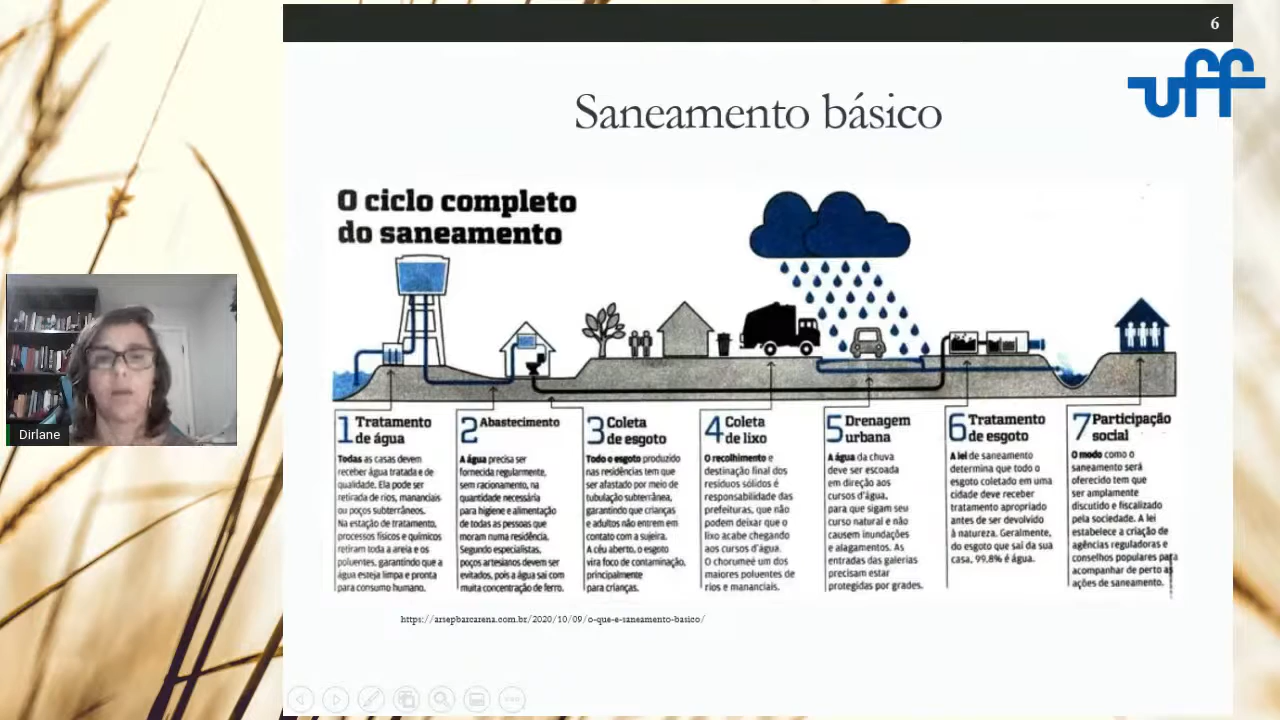 6
uff
Saneamento básico
O ciclo completo
do saneamento
1 Tratamento
de água
Todas as casas devem
receber água tratada e de
qualidade. Ela pode ser
retirada de rios, mananciais
ou poços subterrâneos.
Na estação de tratamento,
processos físicos e químicos
retiram toda a areia e os
poluentes, garantindo que a
água esteja limpa e pronta
para consumo humano.
2 Abastecimento
A água precisa ser
fornecida regularmente,
sem racionamento, na
quantidade necessária
para higiene e alimentação
de todas as pessoas que
moram numa residência.
Segundo especialistas,
poços artesianos devem ser
evitados, pois a água sai com
muita concentração de ferro.
3 Coleta
de esgoto
Todo o esgoto produzido
nas residências tem que
ser afastado por meio de
tubulação subterrânea,
garantindo que crianças
e adultos não entrem em
contato com a sujeira.
A céu aberto, o esgoto
vira foco de contaminação,
principalmente
para crianças.
4 Coleta
de lixo
O recolhimento e
destinação final dos
resíduos sólidos é
responsabilidade das
prefeituras, que não
podem deixar que o
lixo acabe chegando
aos cursos d'água.
O chorume é um dos
maiores poluentes de
rios e mananciais.
5 Drenagem
urbana
A água da chuva
deve ser escoada
em direção aos
cursos d'água,
para que sigam seu
curso natural e não
causem inundações
e alagamentos. As
entradas das galerias
precisam estar
protegidas por grades.
6 Tratamento
de esgoto
A lei de saneamento
determina que todo o
esgoto coletado em uma
cidade deve receber
tratamento apropriado
antes de ser devolvido
à natureza. Geralmente,
do esgoto que sai da sua
casa, 99,8% é água.
7 Participação
social
O modo como o
saneamento será
oferecido tem que
ser amplamente
discutido e fiscalizado
pela sociedade. A lei
estabelece a criação de
agências reguladoras e
conselhos populares para
acompanhar de perto as
ações de saneamento.
https://arsepbarcarena.com.br/2020/10/09/o-que-e-saneamento-basico/
Dirlane